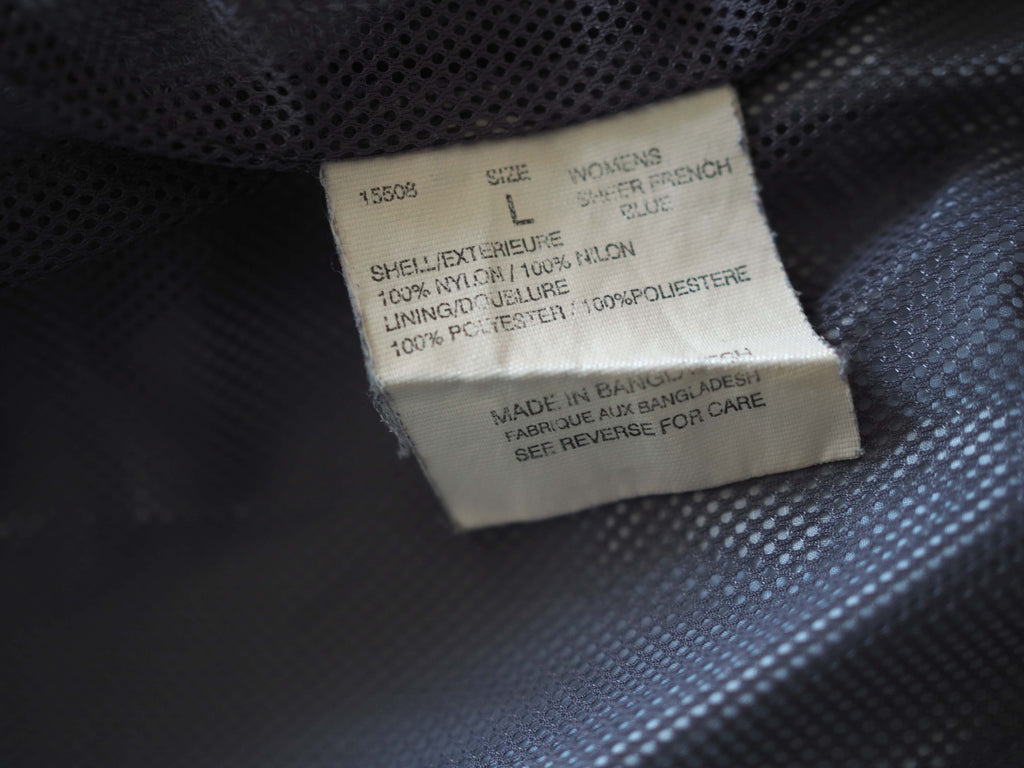 15508 SIZE WOMENS
L SHEER FRENCH
BLUE
SHELL/EXTERIEURE
100% NYLON / 100% NILON
LINING/DOUBLURE
100% POLYESTER / 100%POLIESTERE
MADE IN BANGLADESH
FABRIQUE AUX BANGLADESH
SEE REVERSE FOR CARE